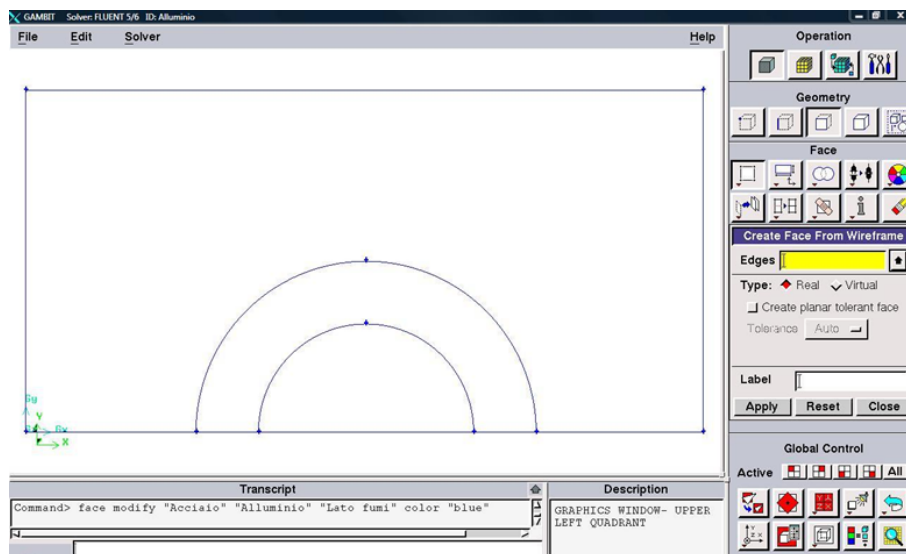 GAMBIT Solver: FLUENT 5/6 ID: Alluminio
File Edit Solver Help
Operation
Geometry
Face
Create Face From Wireframe
Edges
Type: Real Virtual
Create planar tolerant face
Tolerance Auto
Label
Apply Reset Close
Global Control
Active All
Gy
Y
Gx
X
Transcript
Command> face modify "Acciaio" "Alluminio" "Lato fumi" color "blue"
Description
GRAPHICS WINDOW- UPPER
LEFT QUADRANT